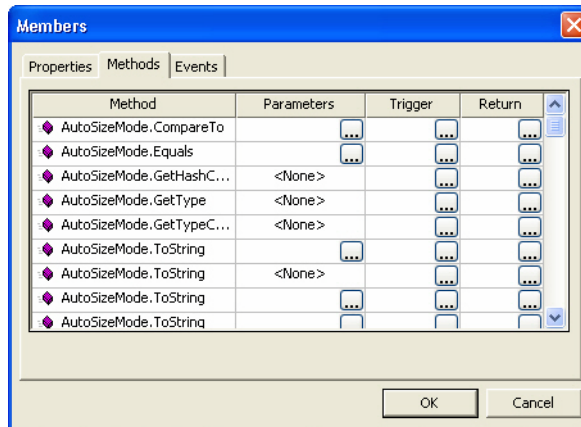 Members
Properties Methods Events
Method Parameters Trigger Return
AutoSizeMode.CompareTo ... ... ...
AutoSizeMode.Equals ... ... ...
AutoSizeMode.GetHashC... <None> ... ...
AutoSizeMode.GetType <None> ... ...
AutoSizeMode.GetTypeC... <None> ... ...
AutoSizeMode.ToString ... ... ...
AutoSizeMode.ToString <None> ... ...
AutoSizeMode.ToString ... ... ...
AutoSizeMode.ToString
OK Cancel